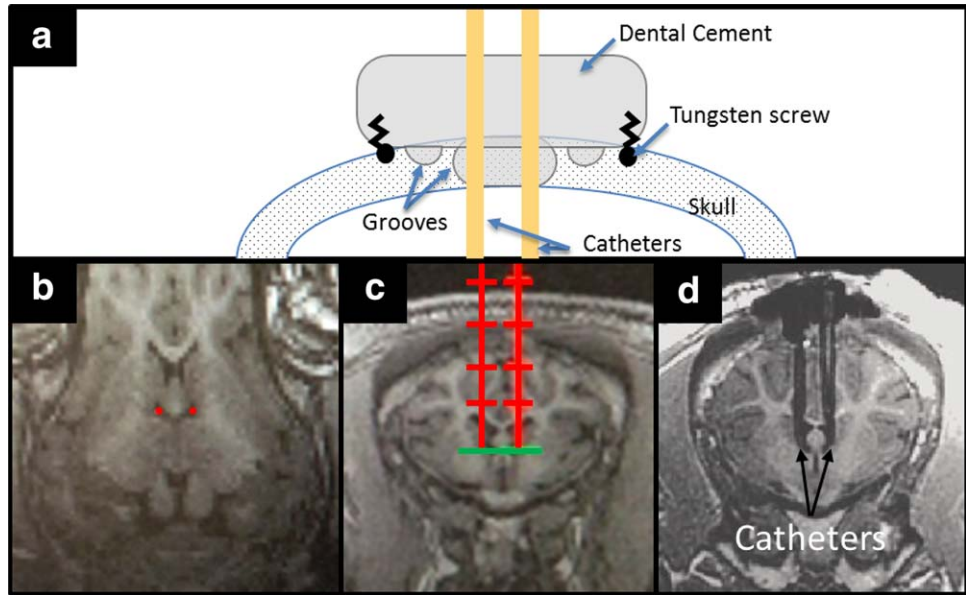 a
Dental Cement
Tungsten screw
Grooves
Skull
Catheters
b
c
d
Catheters